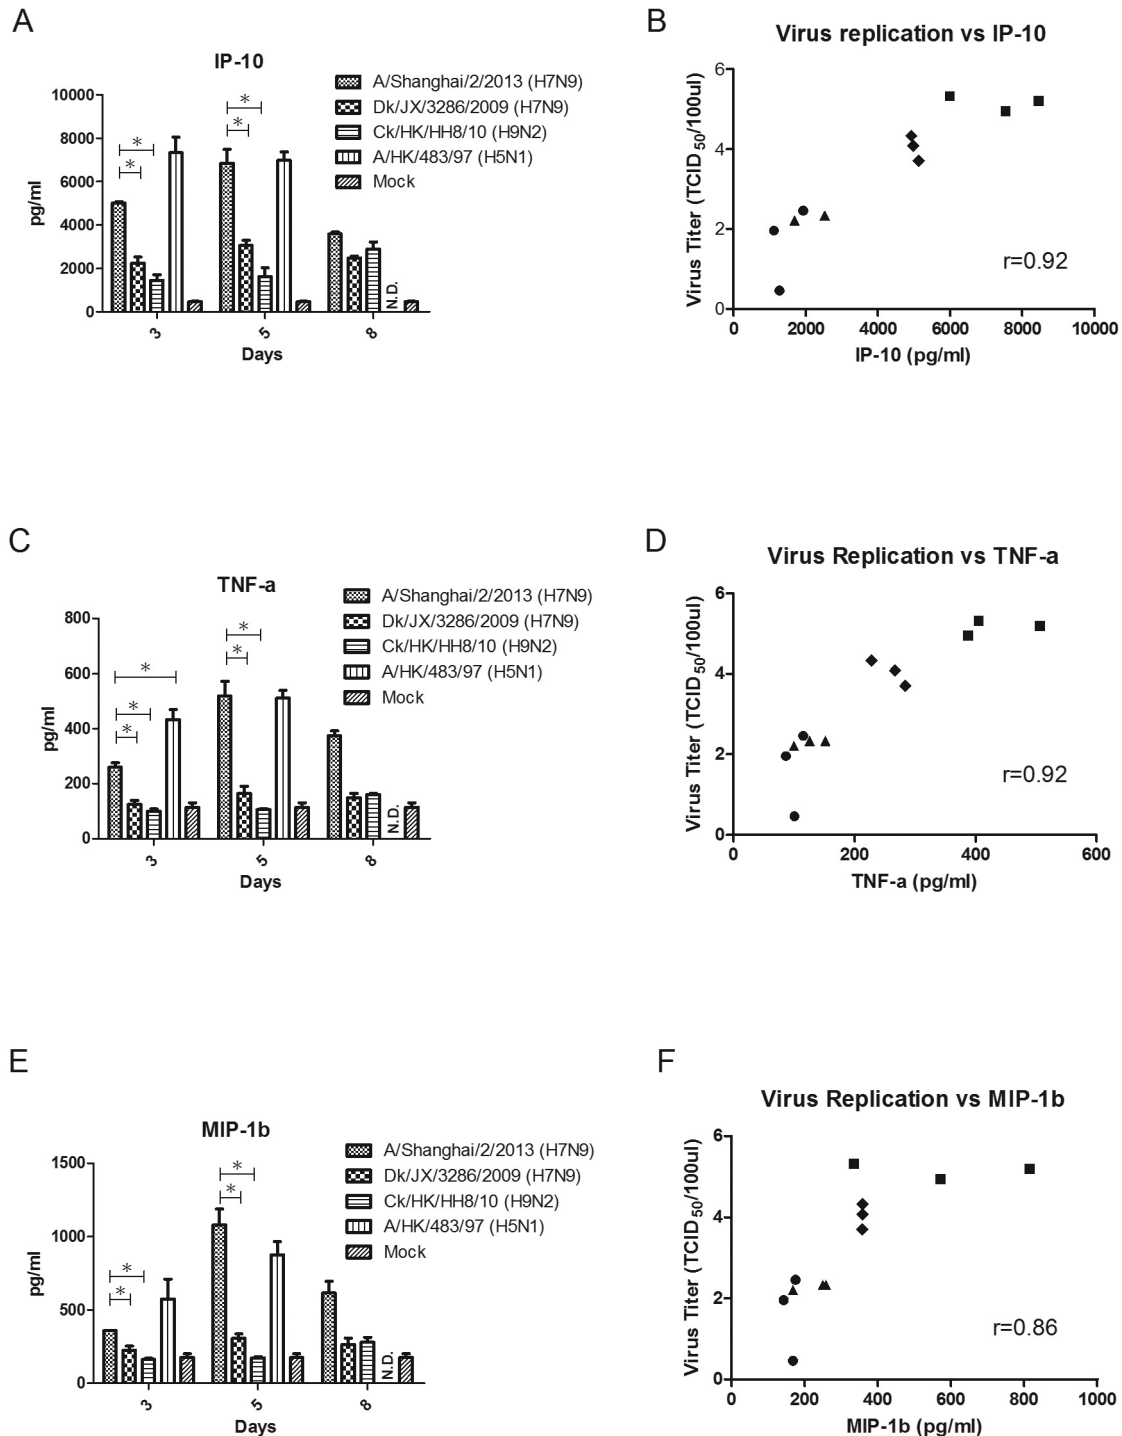 A
IP-10
A/Shanghai/2/2013 (H7N9)
Dk/JX/3286/2009 (H7N9)
Ck/HK/HH8/10 (H9N2)
A/HK/483/97 (H5N1)
Mock
10000
8000
6000
4000
2000
0
pg/ml
* * * *
N.D.
3 5 8
Days
B
Virus replication vs IP-10
6
4
2
0
Virus Titer (TCID50/100ul)
r=0.92
0 2000 4000 6000 8000 10000
IP-10 (pg/ml)
C
TNF-a
A/Shanghai/2/2013 (H7N9)
Dk/JX/3286/2009 (H7N9)
Ck/HK/HH8/10 (H9N2)
A/HK/483/97 (H5N1)
Mock
800
600
400
200
0
pg/ml
* * * * *
N.D.
3 5 8
Days
D
Virus Replication vs TNF-a
6
4
2
0
Virus Titer (TCID50/100ul)
r=0.92
0 200 400 600
TNF-a (pg/ml)
E
MIP-1b
A/Shanghai/2/2013 (H7N9)
Dk/JX/3286/2009 (H7N9)
Ck/HK/HH8/10 (H9N2)
A/HK/483/97 (H5N1)
Mock
1500
1000
500
0
pg/ml
* * * *
N.D.
3 5 8
Days
F
Virus Replication vs MIP-1b
6
4
2
0
Virus Titer (TCID50/100ul)
r=0.86
0 200 400 600 800 1000
MIP-1b (pg/ml)